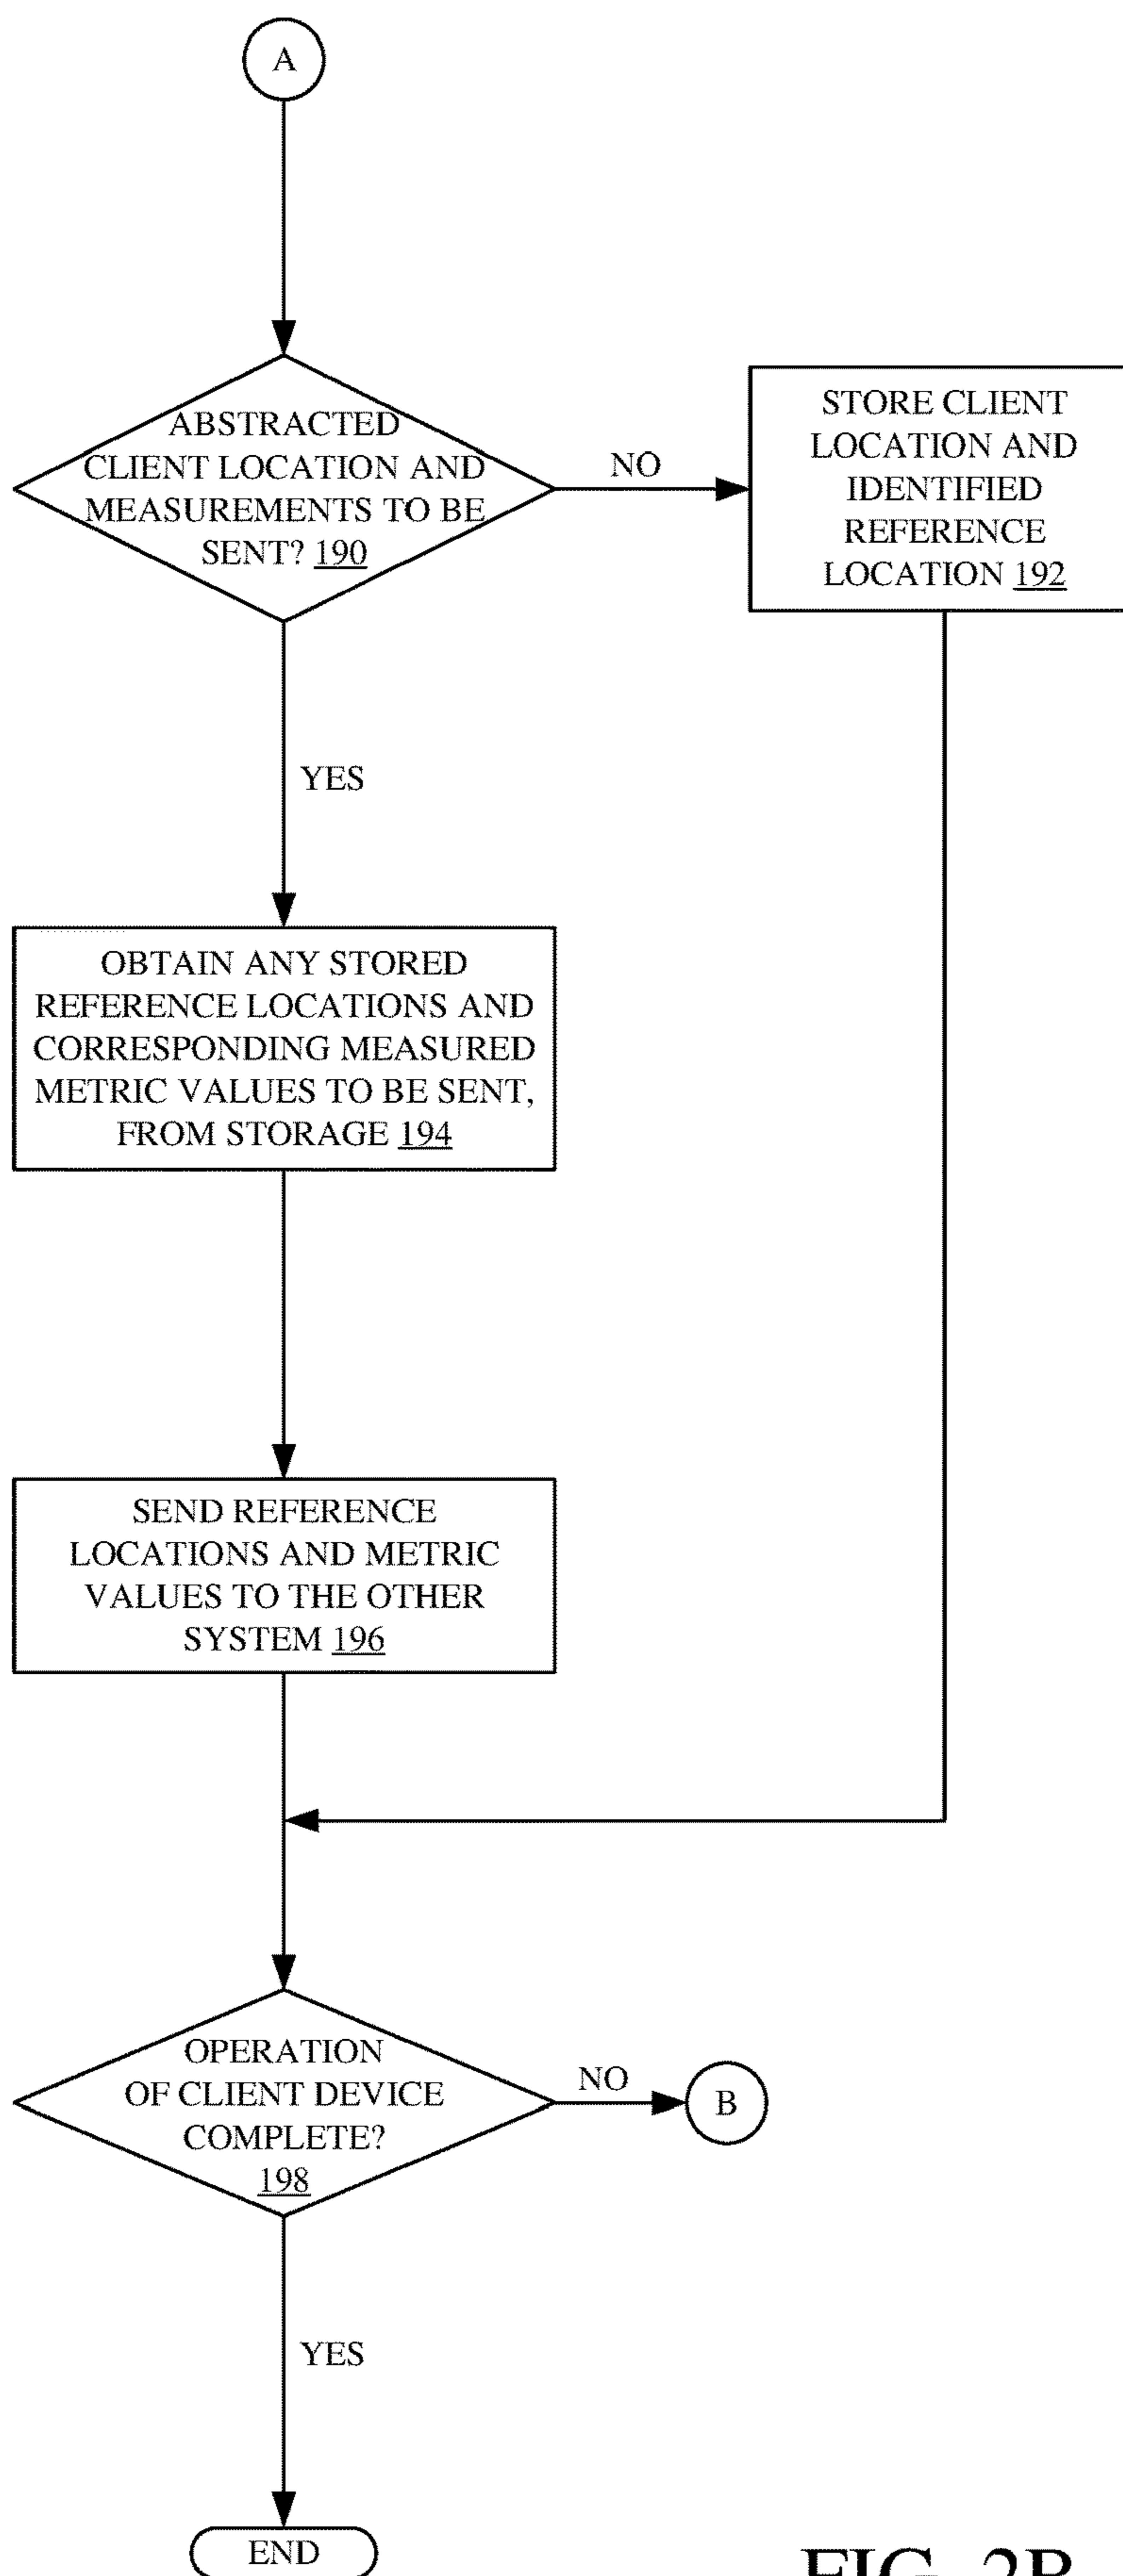 A
ABSTRACTED
CLIENT LOCATION AND
MEASUREMENTS TO BE
SENT? 190
NO
STORE CLIENT
LOCATION AND
IDENTIFIED
REFERENCE
LOCATION 192
YES
OBTAIN ANY STORED
REFERENCE LOCATIONS AND
CORRESPONDING MEASURED
METRIC VALUES TO BE SENT,
FROM STORAGE 194
SEND REFERENCE
LOCATIONS AND METRIC
VALUES TO THE OTHER
SYSTEM 196
OPERATION
OF CLIENT DEVICE
COMPLETE?
198
NO
B
YES
END
FIG. 2B